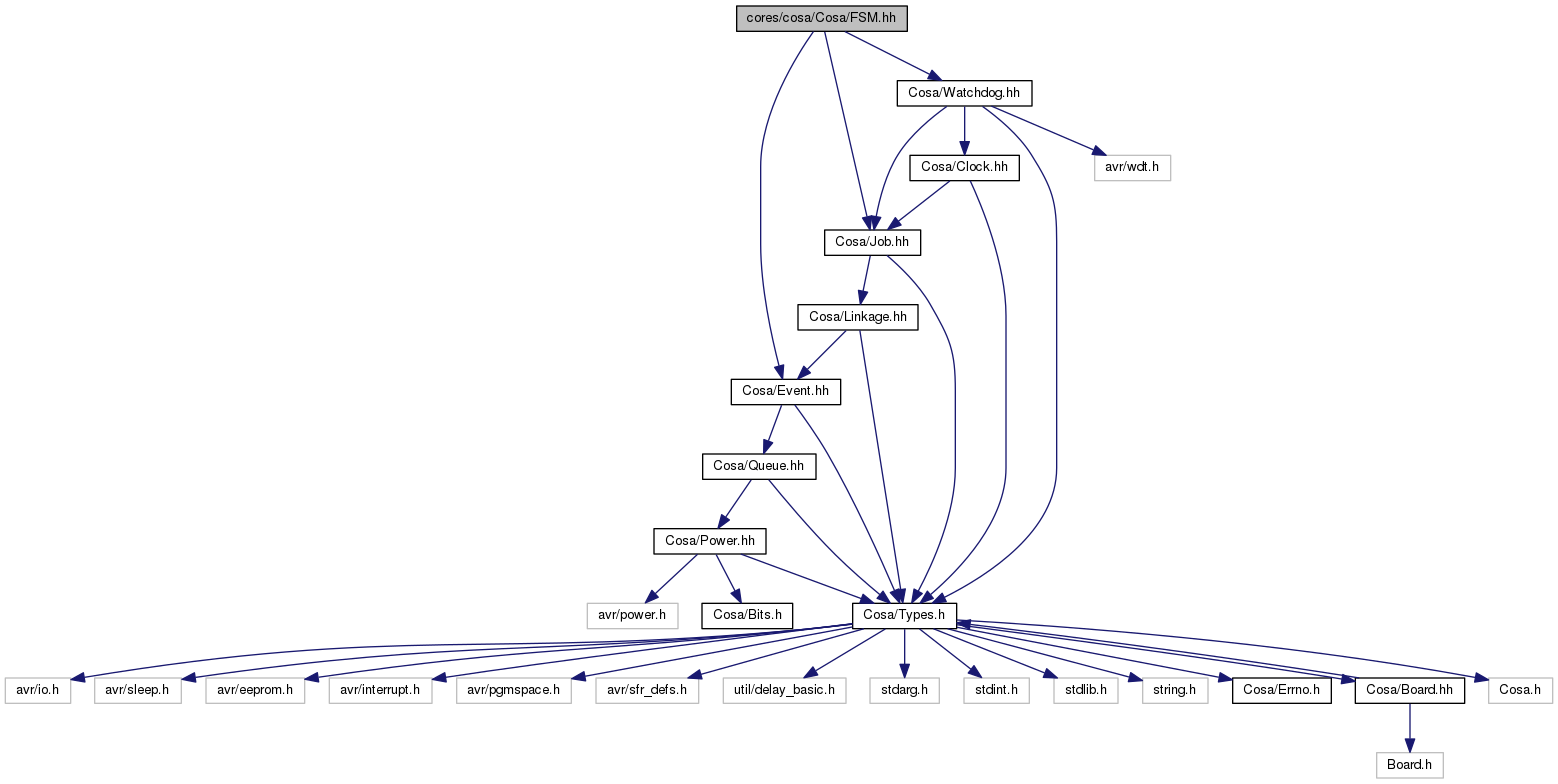 cores/cosa/Cosa/FSM.hh
Cosa/Watchdog.hh
Cosa/Clock.hh
avr/wdt.h
Cosa/Job.hh
Cosa/Linkage.hh
Cosa/Event.hh
Cosa/Queue.hh
Cosa/Power.hh
avr/power.h
Cosa/Bits.h
Cosa/Types.h
avr/io.h
avr/sleep.h
avr/eeprom.h
avr/interrupt.h
avr/pgmspace.h
avr/sfr_defs.h
util/delay_basic.h
stdarg.h
stdint.h
stdlib.h
string.h
Cosa/Errno.h
Cosa/Board.hh
Cosa.h
Board.h